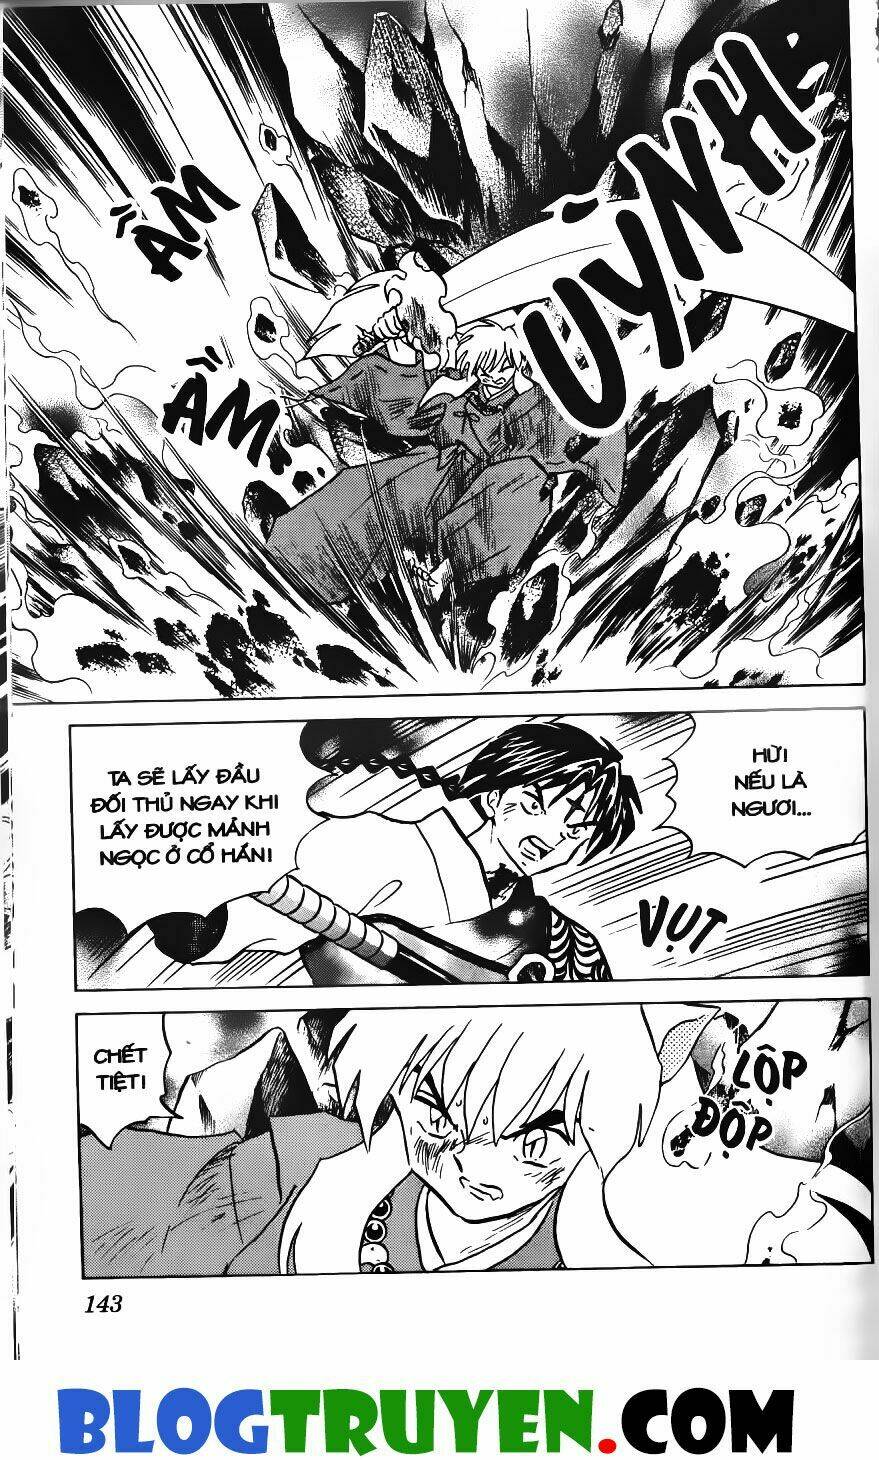 UỲNH
ẦM
ẦM
HỪ!
NẾU LÀ
NGƯƠI...
TA SẼ LẤY ĐẦU
ĐỐI THỦ NGAY KHI
LẤY ĐƯỢC MẢNH
NGỌC Ở CỔ HẮN!
VỤT
CHẾT
TIỆT!
LỘP
ĐỘP
143
BLOGTRUYEN.COM